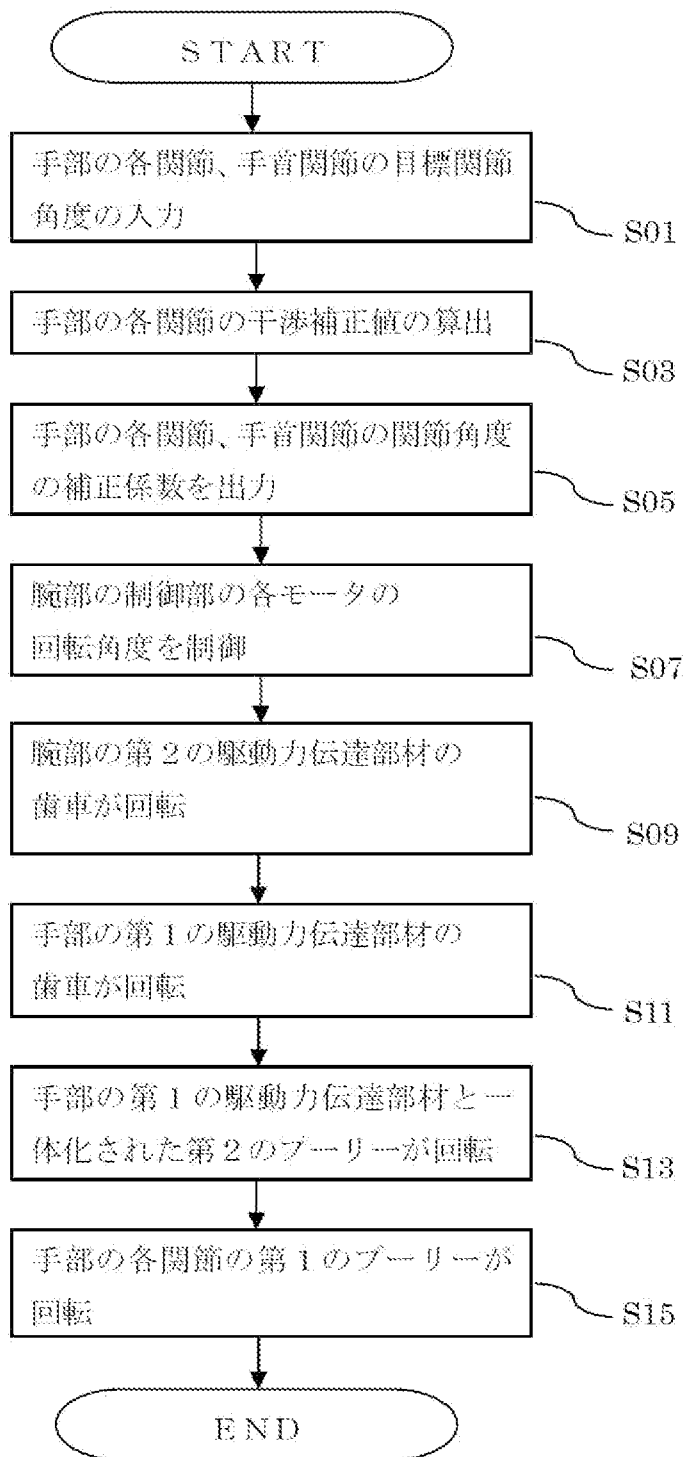 START
手部の各関節、手首関節の目標関節
角度の入力
S01
手部の各関節の干渉補正値の算出
S03
手部の各関節、手首関節の関節角度
の補正係数を出力
S05
腕部の制御部の各モータの
回転角度を制御
S07
腕部の第2の駆動力伝達部材の
歯車が回転
S09
手部の第1の駆動力伝達部材の
歯車が回転
S11
手部の第1の駆動力伝達部材と一
体化された第2のプーリーが回転
S13
手部の各関節の第1のプーリーが
回転
S15
END